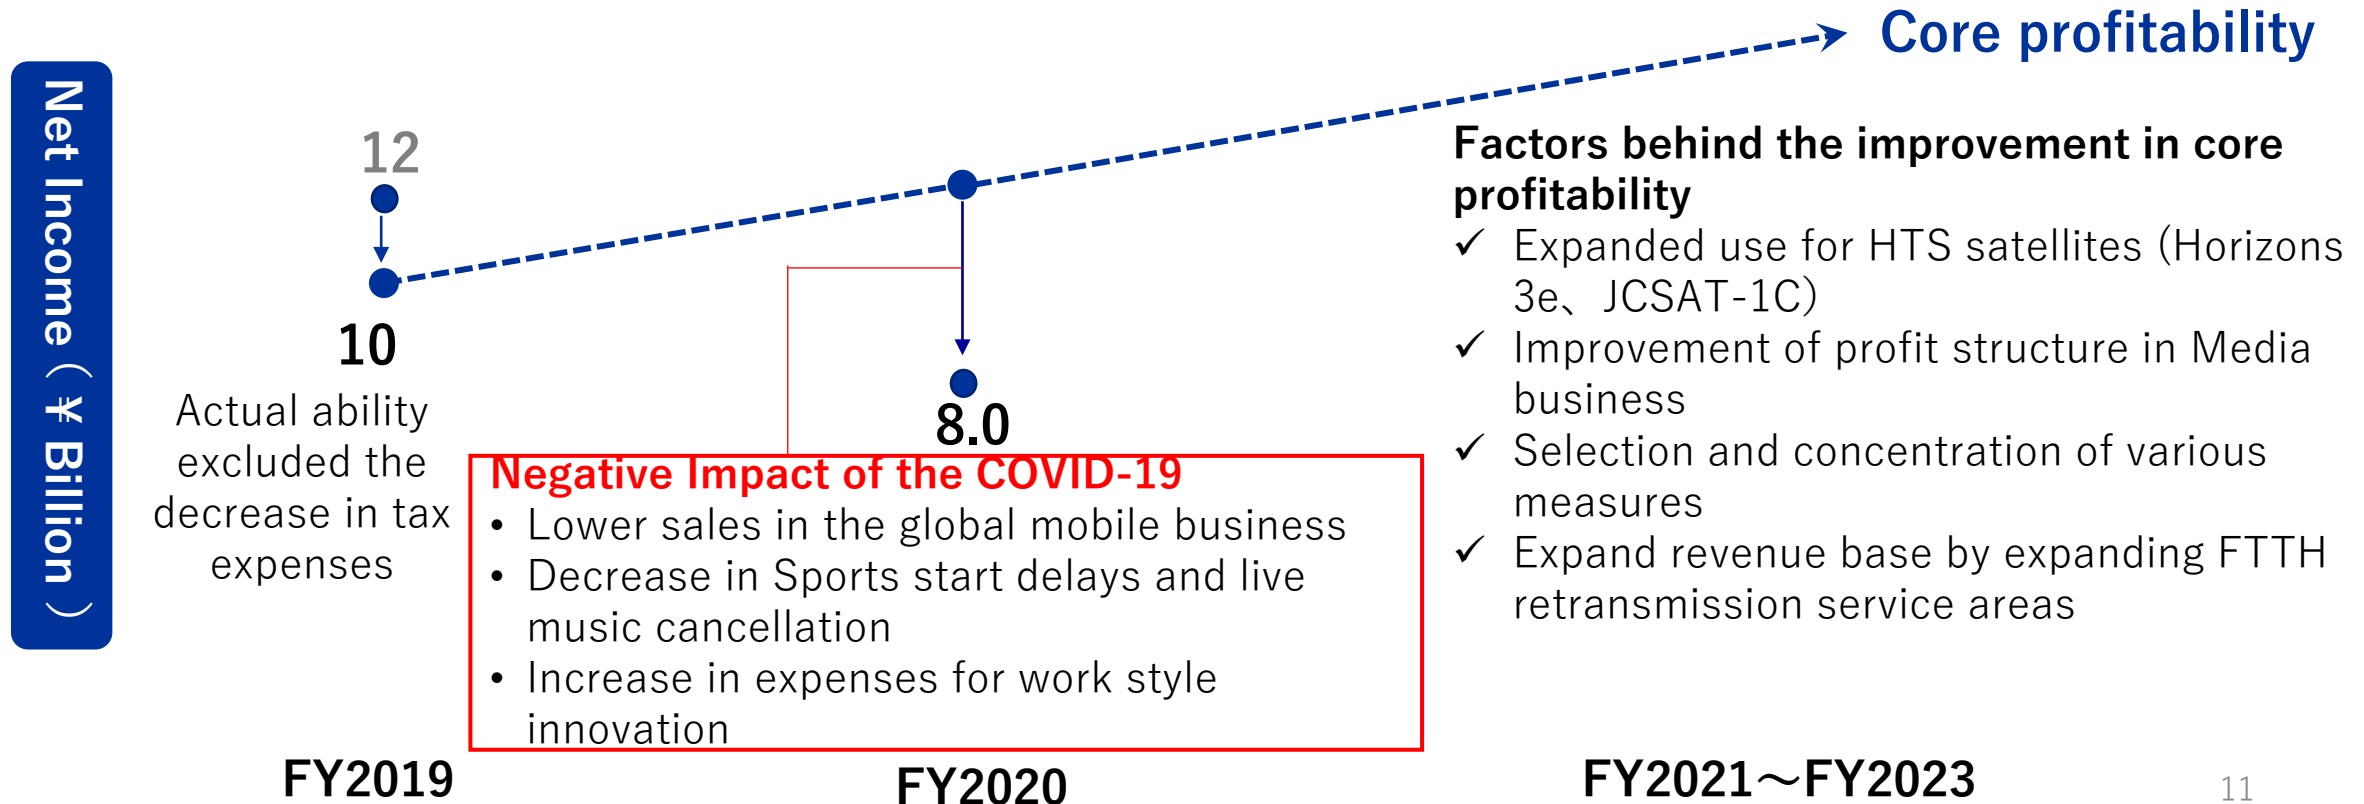 Core profitability
Net Income (￥ Billion )
12
10
Actual ability
excluded the
decrease in tax
expenses
8.0
Negative Impact of the COVID-19
• Lower sales in the global mobile business
• Decrease in Sports start delays and live
music cancellation
• Increase in expenses for work style
innovation
Factors behind the improvement in core
profitability
✓ Expanded use for HTS satellites (Horizons
3e、JCSAT-1C)
✓ Improvement of profit structure in Media
business
✓ Selection and concentration of various
measures
✓ Expand revenue base by expanding FTTH
retransmission service areas
FY2019
FY2020
FY2021～FY2023
11